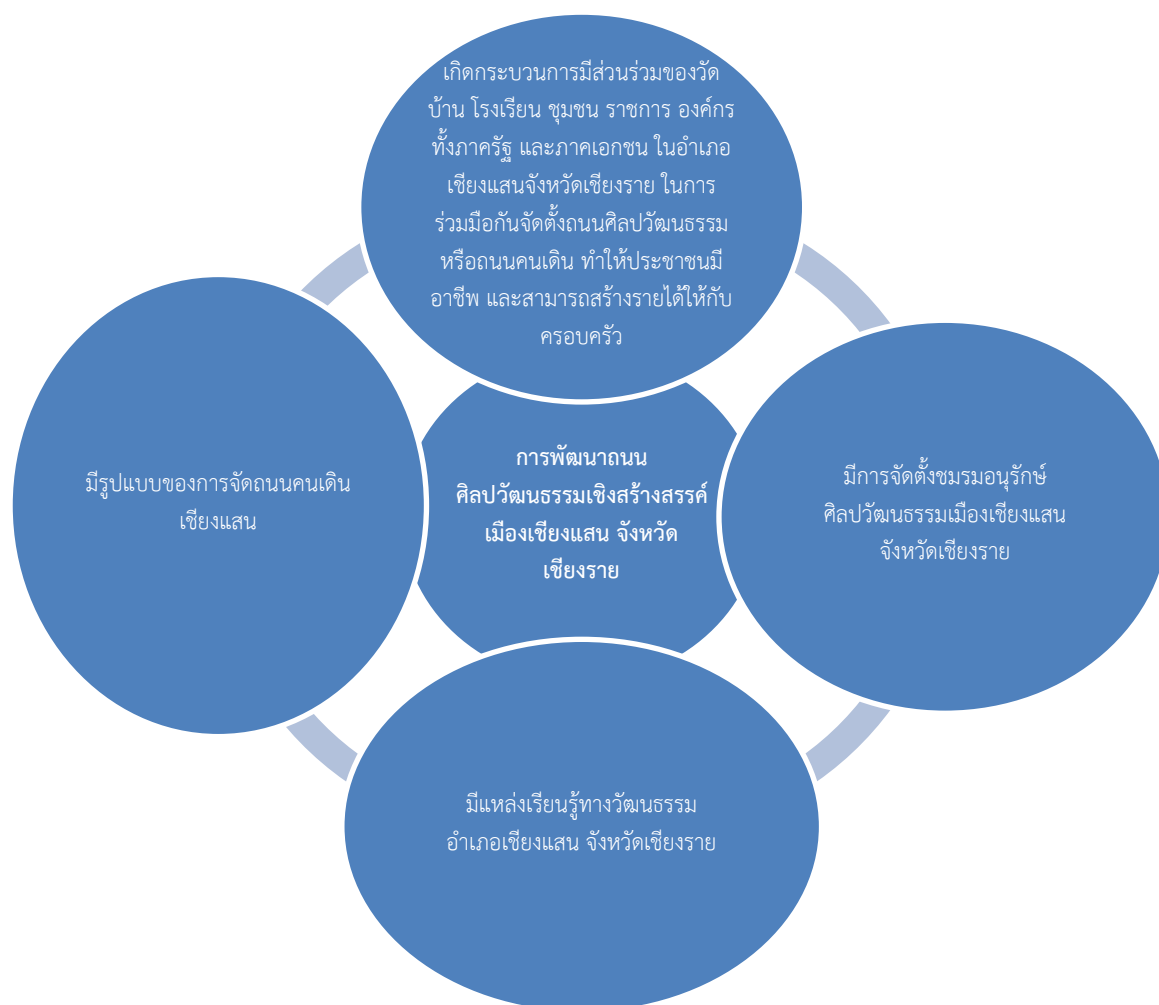 เกิดกระบวนการมีส่วนร่วมของวัด
บ้าน โรงเรียน ชุมชน ราชการ องค์กร
ทั้งภาครัฐ และภาคเอกชน ในอำเภอ
เชียงแสนจังหวัดเชียงราย ในการ
ร่วมมือกันจัดตั้งถนนศิลปวัฒนธรรม
หรือถนนคนเดิน ทำให้ประชาชนมี
อาชีพ และสามารถสร้างรายได้ให้กับ
ครอบครัว
การพัฒนาถนน
ศิลปวัฒนธรรมเชิงสร้างสรรค์
เมืองเชียงแสน จังหวัด
เชียงราย
มีการจัดตั้งชมรมอนุรักษ์
ศิลปวัฒนธรรมเมืองเชียงแสน
จังหวัดเชียงราย
มีแหล่งเรียนรู้ทางวัฒนธรรม
อำเภอเชียงแสน จังหวัดเชียงราย
มีรูปแบบของการจัดถนนคนเดิน
เชียงแสน